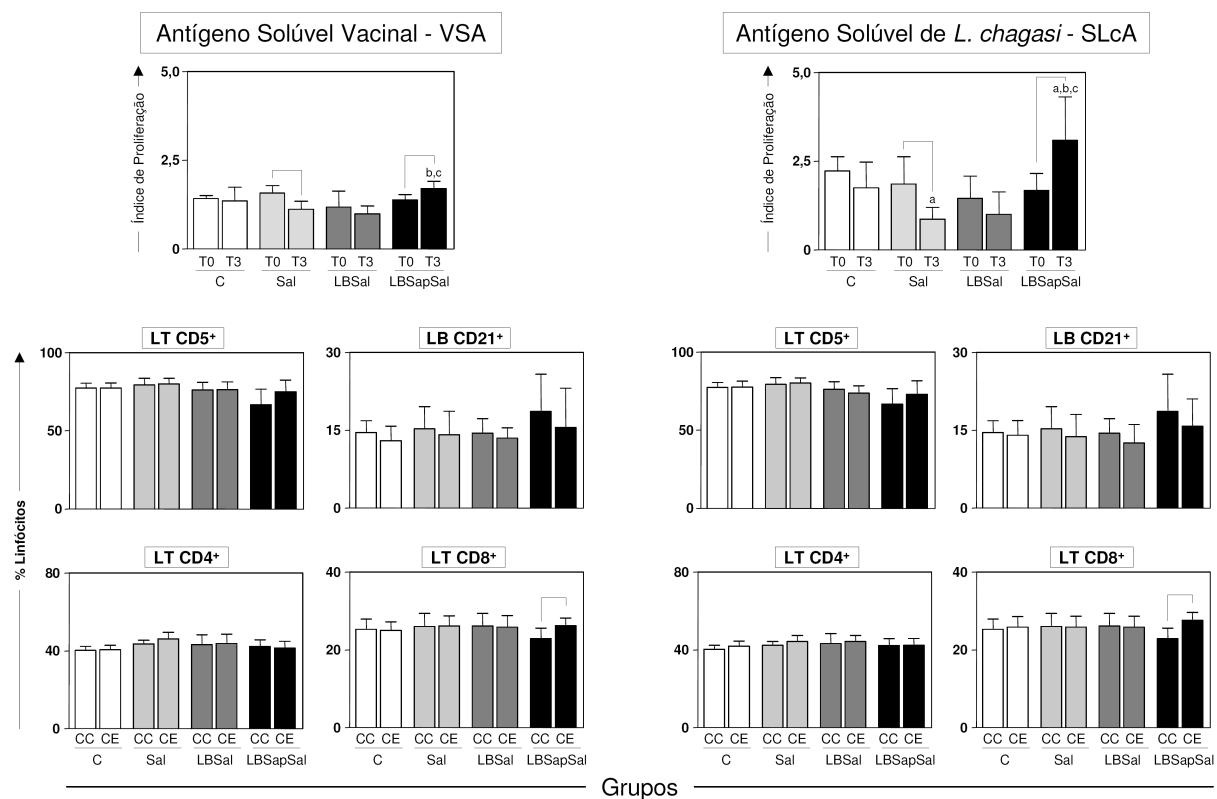 Antígeno Solúvel Vacinal - VSA
Antígeno Solúvel de L. chagasi - SLcA
Índice de Proliferação
5,0
2,5
0
b,c
T0 T3 T0 T3 T0 T3 T0 T3
C Sal LBSal LBSapSal
Índice de Proliferação
5,0
2,5
0
a
a,b,c
T0 T3 T0 T3 T0 T3 T0 T3
C Sal LBSal LBSapSal
% Linfócitos
LT CD5+
100
50
0
LB CD21+
30
15
0
LT CD5+
100
50
0
LB CD21+
30
15
0
LT CD4+
80
40
0
CC CE CC CE CC CE CC CE
C Sal LBSal LBSapSal
LT CD8+
40
20
0
CC CE CC CE CC CE CC CE
C Sal LBSal LBSapSal
LT CD4+
80
40
0
CC CE CC CE CC CE CC CE
C Sal LBSal LBSapSal
LT CD8+
40
20
0
CC CE CC CE CC CE CC CE
C Sal LBSal LBSapSal
Grupos